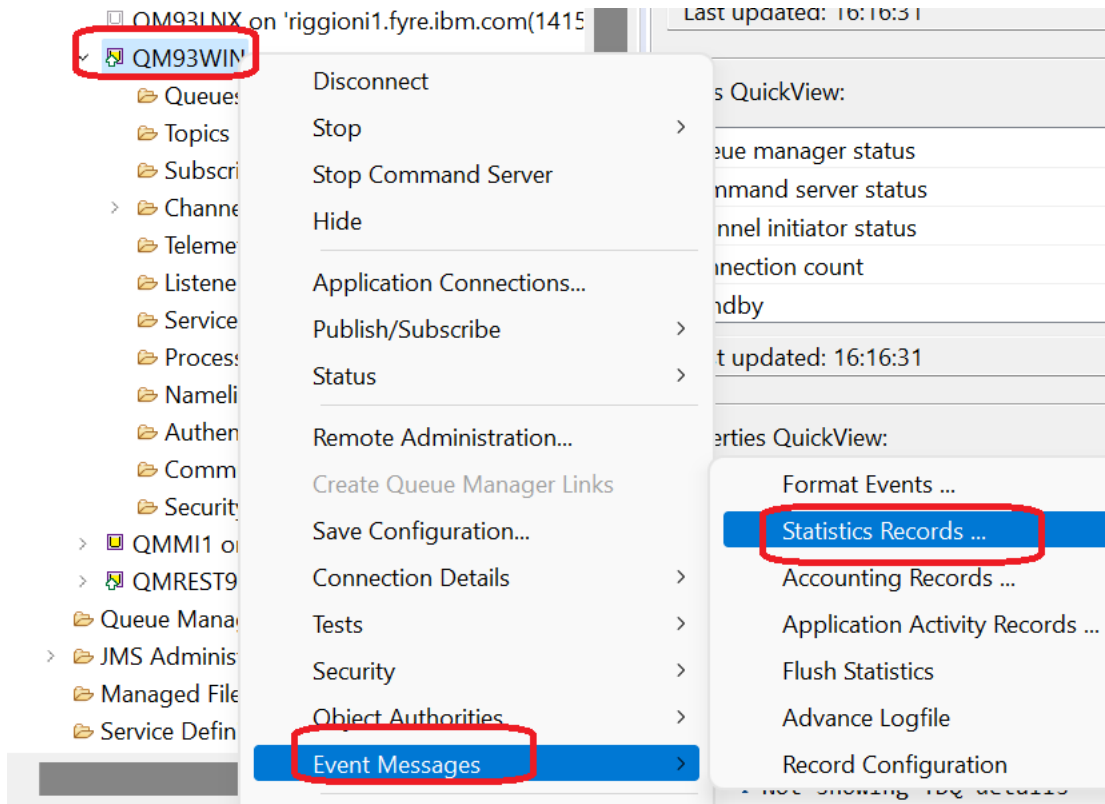 QM93LNX on 'riggioni1.fyre.ibm.com(1415
QM93WIN
Queues
Topics
Subscri
Channe
Teleme
Listene
Service
Process
Nameli
Authen
Comm
Security
QMMI1 o
QMREST9
Queue Mana
JMS Adminis
Managed File
Service Defin
Disconnect
Stop
Stop Command Server
Hide
Application Connections...
Publish/Subscribe
Status
Remote Administration...
Create Queue Manager Links
Save Configuration...
Connection Details
Tests
Security
Object Authorities
Event Messages
Last updated: 16:16:31
s QuickView:
eue manager status
mmand server status
nnel initiator status
nnection count
ndby
t updated: 16:16:31
erties QuickView:
Format Events ...
Statistics Records ...
Accounting Records ...
Application Activity Records ...
Flush Statistics
Advance Logfile
Record Configuration
Not showing TDQ details